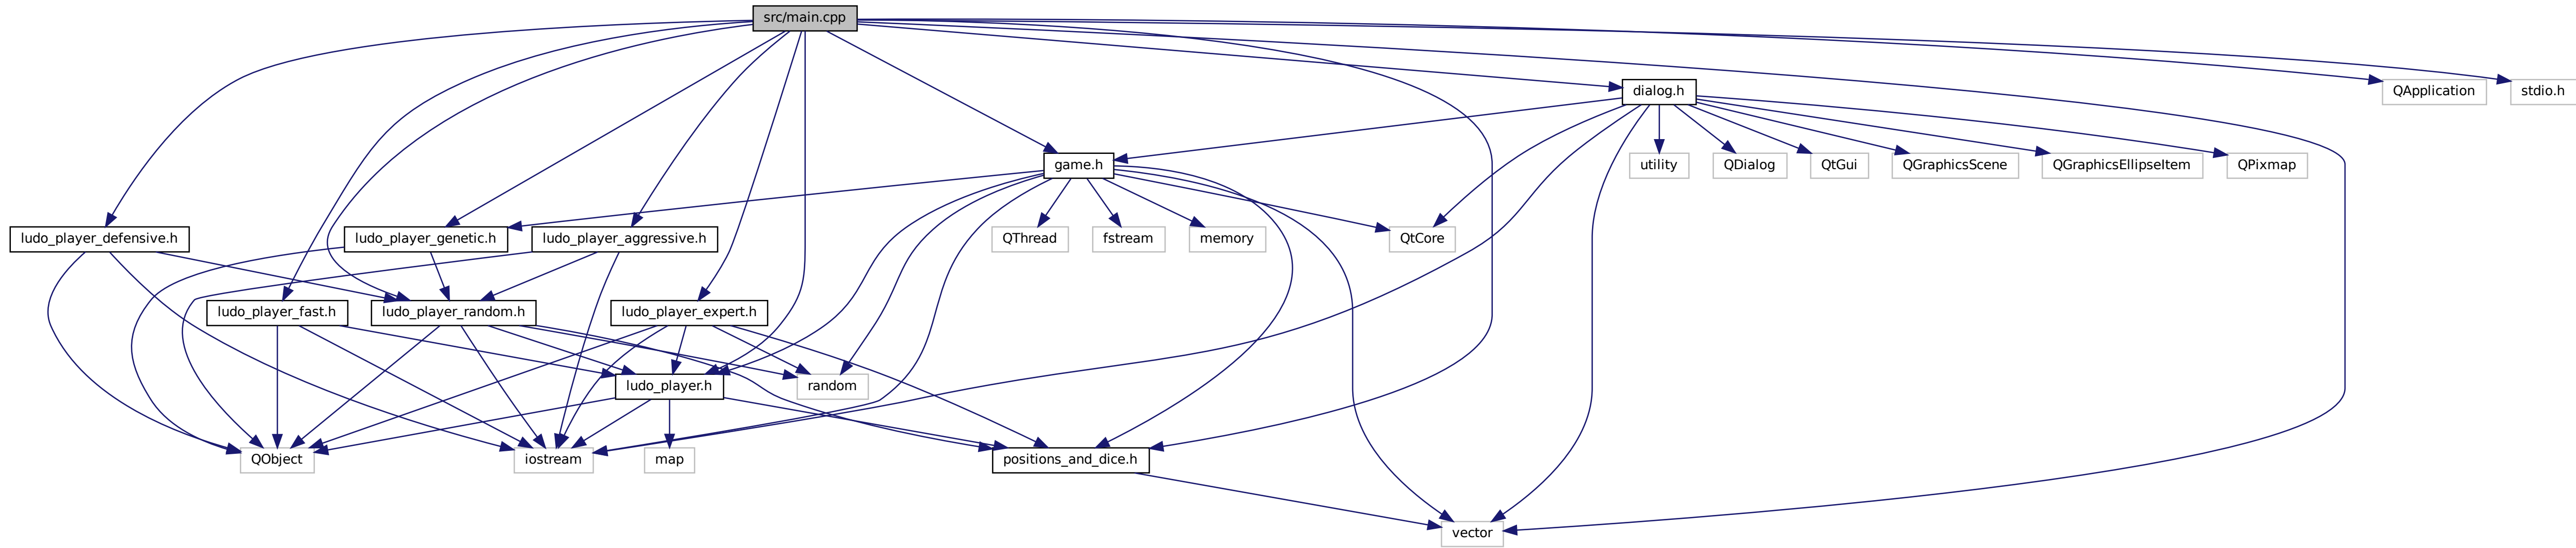 src/main.cpp
dialog.h
QApplication
stdio.h
game.h
utility
QDialog
QtGui
QGraphicsScene
QGraphicsEllipseItem
QPixmap
ludo_player_defensive.h
ludo_player_genetic.h
ludo_player_aggressive.h
QThread
fstream
memory
QtCore
ludo_player_fast.h
ludo_player_random.h
ludo_player_expert.h
ludo_player.h
random
QObject
iostream
map
positions_and_dice.h
vector